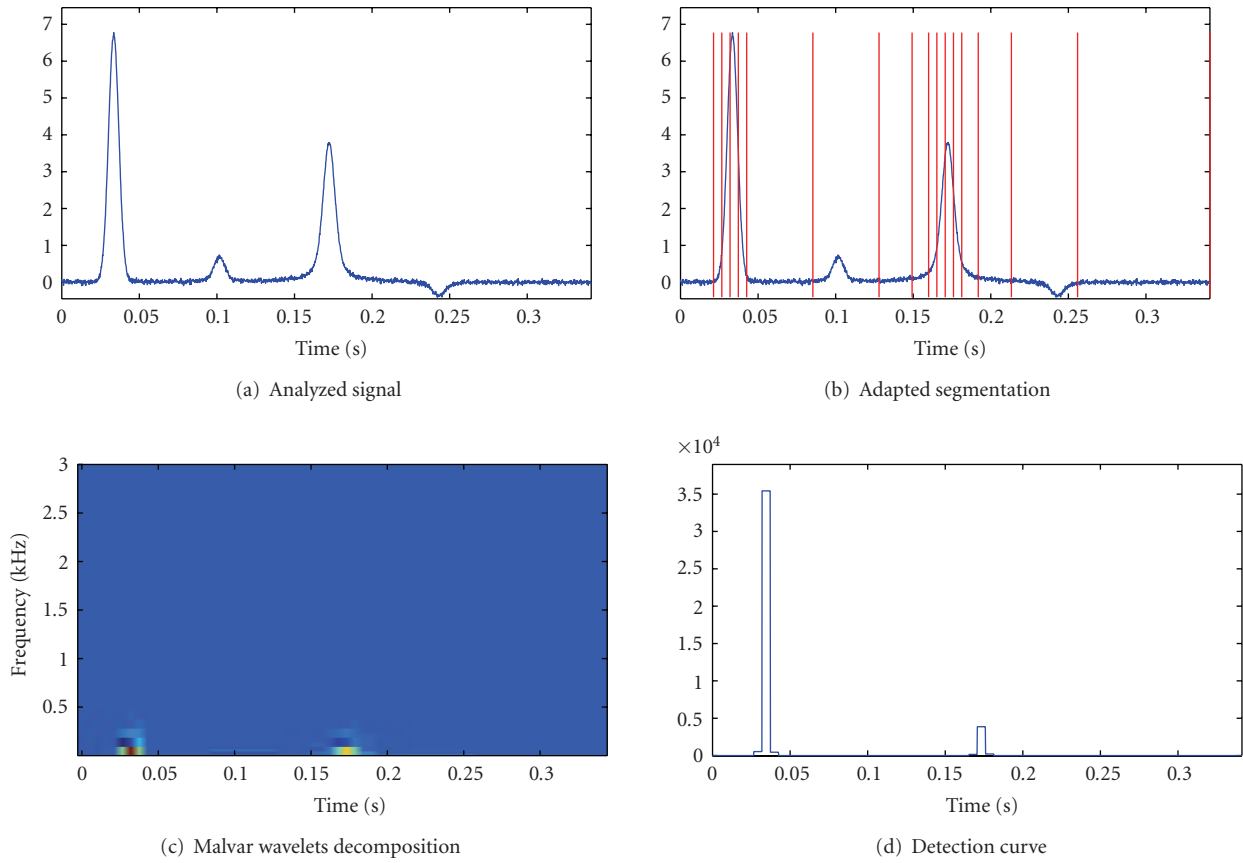 7
6
5
4
3
2
1
0
0 0.05 0.1 0.15 0.2 0.25 0.3
Time (s)
(a) Analyzed signal
7
6
5
4
3
2
1
0
0 0.05 0.1 0.15 0.2 0.25 0.3
Time (s)
(b) Adapted segmentation
3
2.5
2
1.5
1
0.5
Frequency (kHz)
0 0.05 0.1 0.15 0.2 0.25 0.3
Time (s)
(c) Malvar wavelets decomposition
×10⁴
3.5
3
2.5
2
1.5
1
0.5
0
0 0.05 0.1 0.15 0.2 0.25 0.3
Time (s)
(d) Detection curve